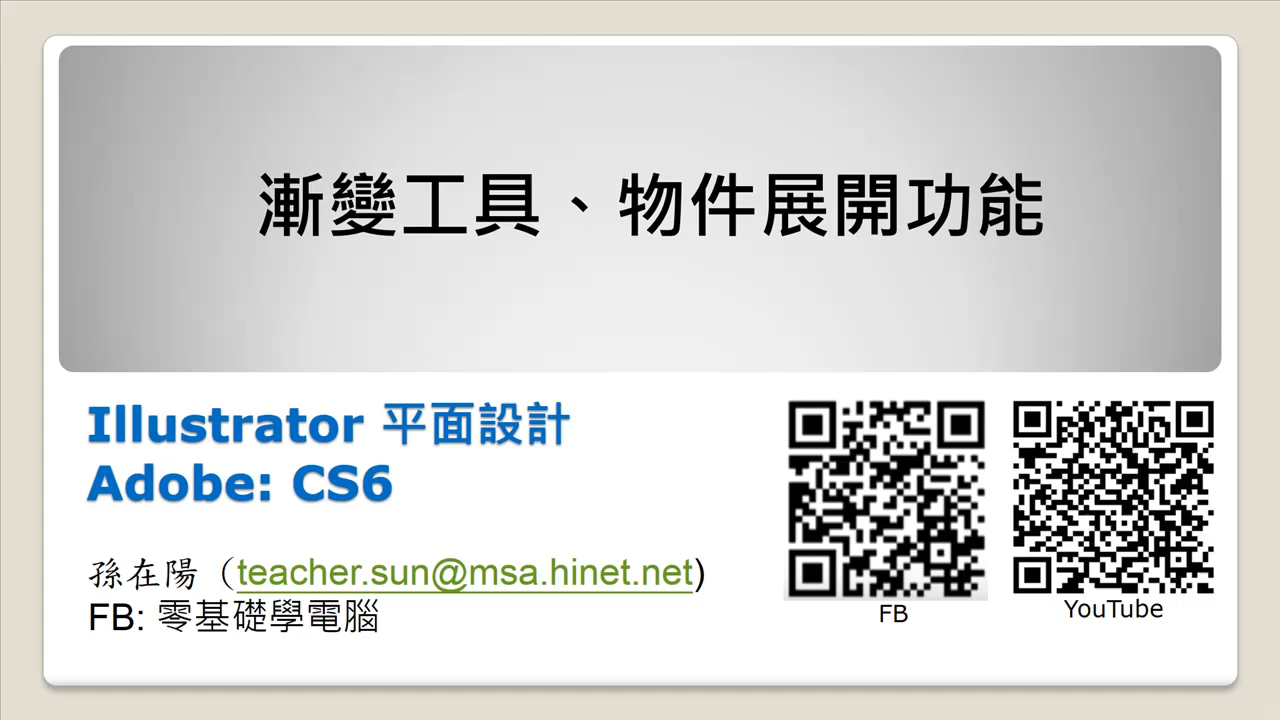 漸變工具、物件展開功能
Illustrator 平面設計
Adobe: CS6
孫在陽（teacher.sun@msa.hinet.net)
FB: 零基礎學電腦
FB
YouTube